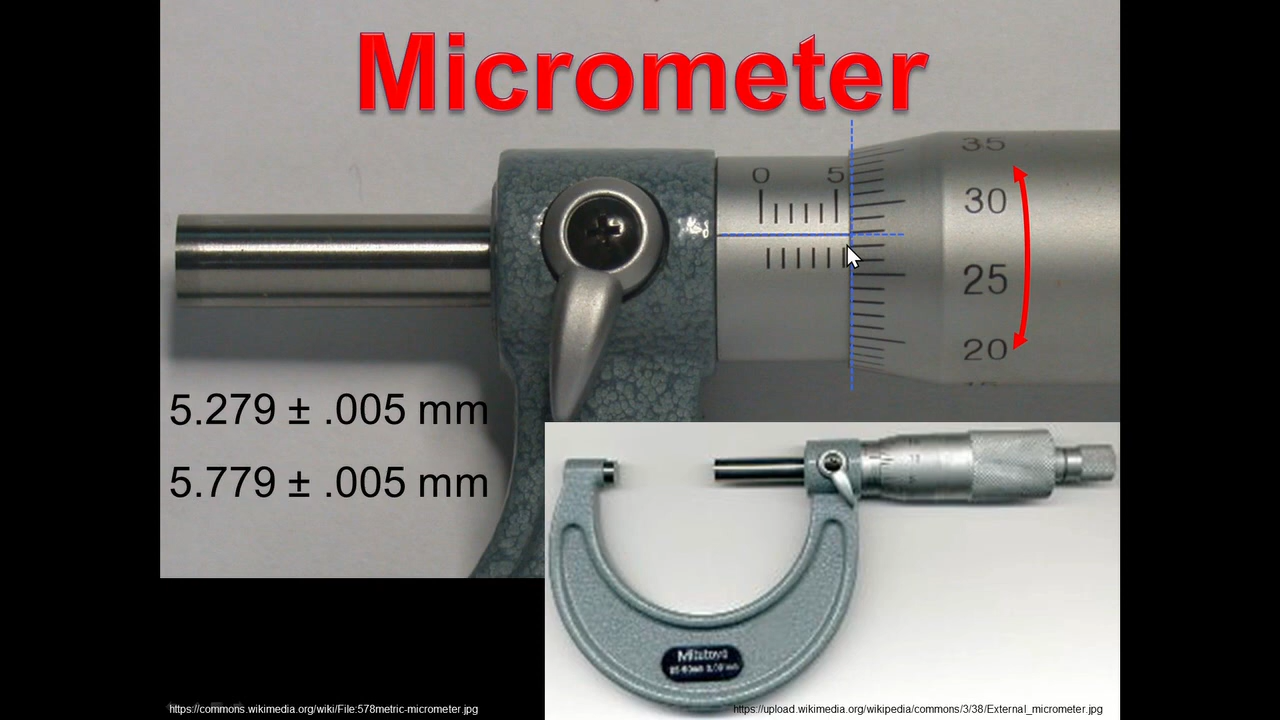 Micrometer
0 5
35
30
25
20
5.279 ± .005 mm
5.779 ± .005 mm
Mitutoyo
https://commons.wikimedia.org/wiki/File:578metric-micrometer.jpg
https://upload.wikimedia.org/wikipedia/commons/3/38/External_micrometer.jpg